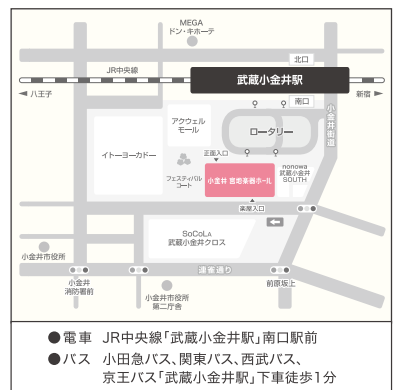 MEGA
ドン・キホーテ
北口
JR中央線
武蔵小金井駅
八王子
新宿
南口
小金井街道
アクウェル
モール
ロータリー
イトーヨーカドー
正面入口
nonowa
武蔵小金井
SOUTH
フェスティバル
コート
小金井 宮地楽器ホール
楽屋入口
SoCoLA
武蔵小金井クロス
小金井市役所
連雀通り
小金井
消防署前
前原坂上
小金井市役所
第二庁舎
●電車 JR中央線「武蔵小金井駅」南口駅前
●バス 小田急バス、関東バス、西武バス、
京王バス「武蔵小金井駅」下車徒歩1分